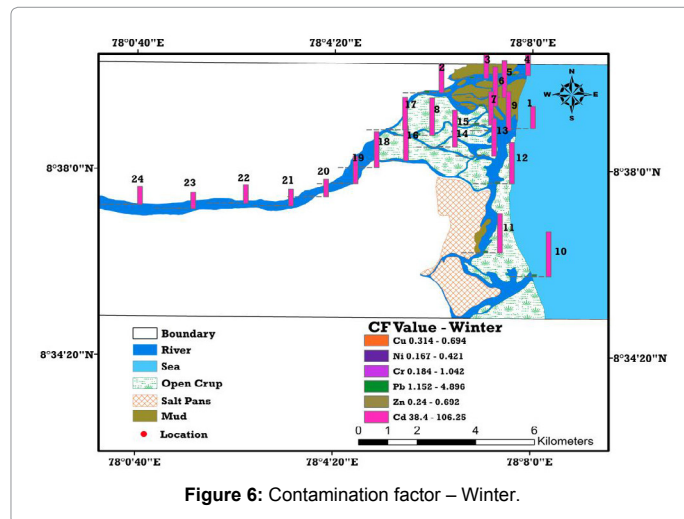 78°0'40"E 78°4'20"E 78°8'0"E
3 4
2 5
6 N
W E
S
17 8 7 9 1
15
14 13
18 16 12
19
8°38'0"N 8°38'0"N
24 23 22 21 20
11
10
Boundary
River
Sea
Open Crup
Salt Pans
Mud
Location
CF Value - Winter
Cu 0.314 - 0.694
Ni 0.167 - 0.421
Cr 0.184 - 1.042
Pb 1.152 - 4.896
Zn 0.24 - 0.692
Cd 38.4 - 106.25
8°34'20"N 8°34'20"N
0 1 2 4 6
Kilometers
78°0'40"E 78°4'20"E 78°8'0"E
Figure 6: Contamination factor – Winter.